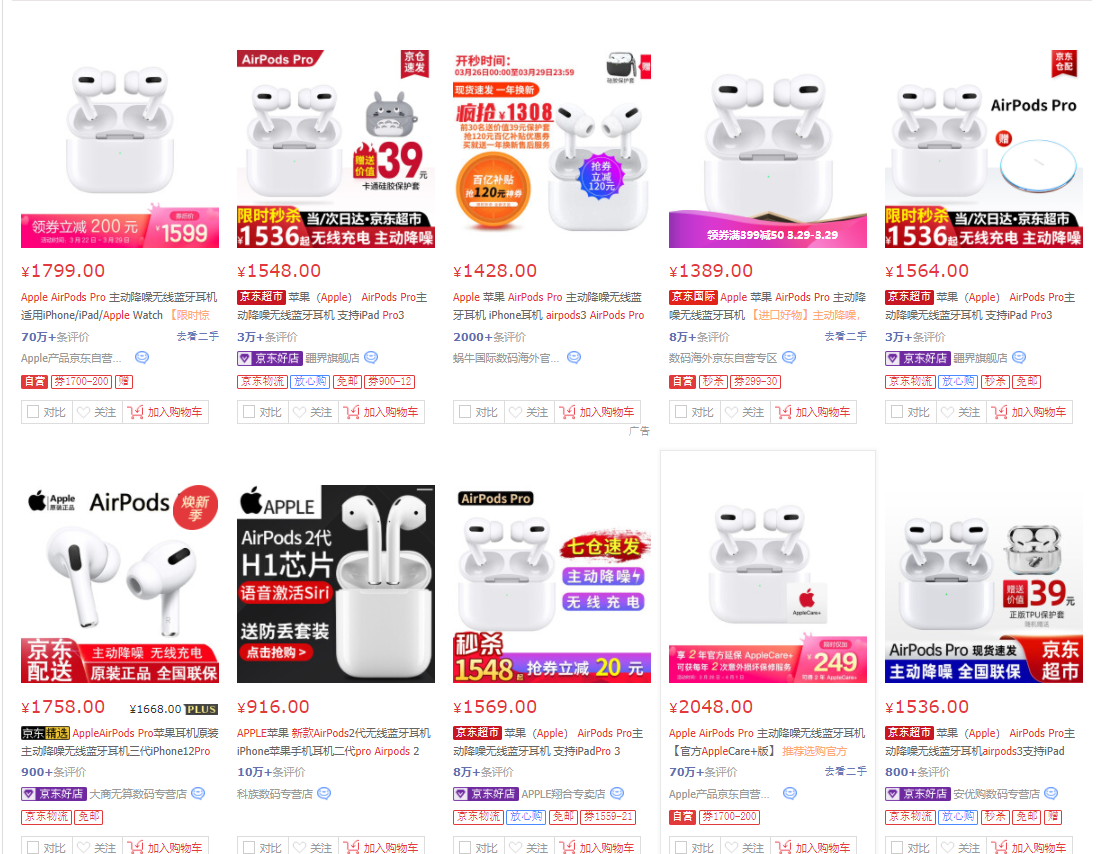 领券立减 200 元
活动时间：3月22日-3月29日
券后价
¥1599
¥1799.00
Apple AirPods Pro 主动降噪无线蓝牙耳机
适用iPhone/iPad/Apple Watch 【限时惊
70万+条评价
去看二手
Apple产品京东自营...
自营 券1700-200 赠
对比 关注 加入购物车
AirPods Pro
京仓
速发
赠送
价值
39元
卡通硅胶保护套
限时秒杀 当/次日达·京东超市
¥1536起 无线充电 主动降噪
¥1548.00
京东超市 苹果（Apple） AirPods Pro主
动降噪无线蓝牙耳机 支持iPad Pro3
3万+条评价
京东好店 翾界旗舰店
京东物流 放心购 免邮 券900-12
对比 关注 加入购物车
开秒时间：
03月26日00:00至03月29日23:59
赠
硅胶保护套
现货速发 一年换新
疯抢¥1308
前30名送价值39元保护套
抢120元百亿补贴优惠券
买就送一年换新售后服务
百亿补贴
抢120元神券
抢券
立减
120元
¥1428.00
Apple 苹果 AirPods Pro 主动降噪无线蓝
牙耳机 iPhone耳机 airpods3 AirPods Pro
2000+条评价
蜗牛国际数码海外官...
对比 关注 加入购物车
广告
领券满399减50 3.29-3.29
¥1389.00
京东国际 Apple 苹果 AirPods Pro 主动降
噪无线蓝牙耳机 【进口好物】主动降噪,
8万+条评价
数码海外京东自营专区
自营 秒杀 券299-30
对比 关注 加入购物车
京东
仓配
AirPods Pro
赠
限时秒杀 当/次日达·京东超市
¥1536起 无线充电 主动降噪
¥1564.00
京东超市 苹果（Apple） AirPods Pro主
动降噪无线蓝牙耳机 支持iPad Pro3
3万+条评价
京东好店 翾界旗舰店
京东物流 放心购 秒杀 免邮
对比 关注 加入购物车
Apple
原装正品
AirPods
焕新
季
京东
配送
主动降噪 无线充电
原装正品 全国联保
¥1758.00
¥1668.00 PLUS
京东精选 AppleAirPods Pro苹果耳机原装
主动降噪无线蓝牙耳机三代iPhone12Pro
900+条评价
京东好店 大商无算数码专营店
京东物流 免邮
对比 关注 加入购物车
APPLE
AirPods 2代
H1芯片
语音激活Siri
送防丢套装
点击抢购 >
¥916.00
APPLE苹果 新款AirPods2代无线蓝牙耳机
iPhone苹果手机耳机二代pro Airpods 2
10万+条评价
科族数码专营店
对比 关注 加入购物车
AirPods Pro
七仓速发
主动降噪
无线充电
秒杀
1548起 抢券立减 20 元
¥1569.00
京东超市 苹果（Apple） AirPods Pro主
动降噪无线蓝牙耳机 支持iPadPro 3
8万+条评价
京东好店 APPLE翔合专卖店
京东物流 放心购 免邮 券1559-21
对比 关注 加入购物车
AppleCare+
享 2 年官方延保 AppleCare+
可获每年 2 次意外损坏保修服务
限时仅加
¥249
可享2年AppleCare+
¥2048.00
Apple AirPods Pro 主动降噪无线蓝牙耳机
【官方AppleCare+版】 推荐选购官方
70万+条评价
去看二手
Apple产品京东自营...
自营 券1700-200
对比 关注 加入购物车
赠送
价值
39元
正版TPU保护套
随机赠送
AirPods Pro 现货速发
主动降噪 全国联保
京东
超市
¥1536.00
京东超市 苹果（Apple） AirPods Pro主
动降噪无线蓝牙耳机airpods3支持iPad
800+条评价
京东好店 安优购数码专营店
京东物流 放心购 秒杀 免邮 赠
对比 关注 加入购物车